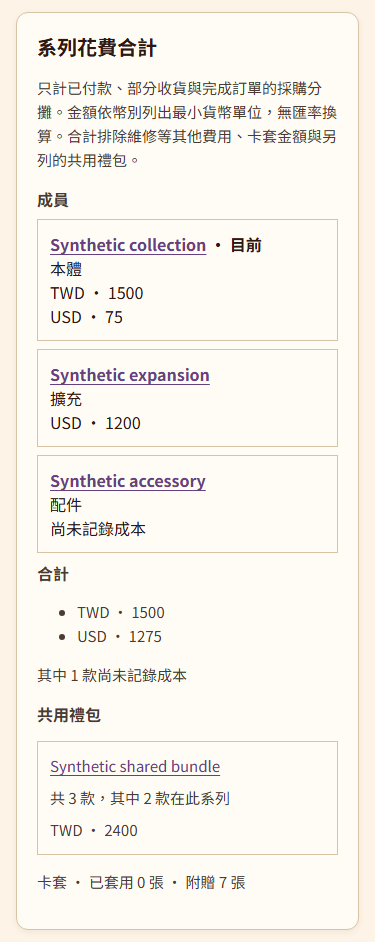 系列花費合計
只計已付款、部分收貨與完成訂單的採購分
攤。金額依幣別列出最小貨幣單位，無匯率換
算。合計排除維修等其他費用、卡套金額與另
列的共用禮包。
成員
Synthetic collection · 目前
本體
TWD · 1500
USD · 75
Synthetic expansion
擴充
USD · 1200
Synthetic accessory
配件
尚未記錄成本
合計
• TWD · 1500
• USD · 1275
其中 1 款尚未記錄成本
共用禮包
Synthetic shared bundle
共 3 款，其中 2 款在此系列
TWD · 2400
卡套 · 已套用 0 張 · 附贈 7 張